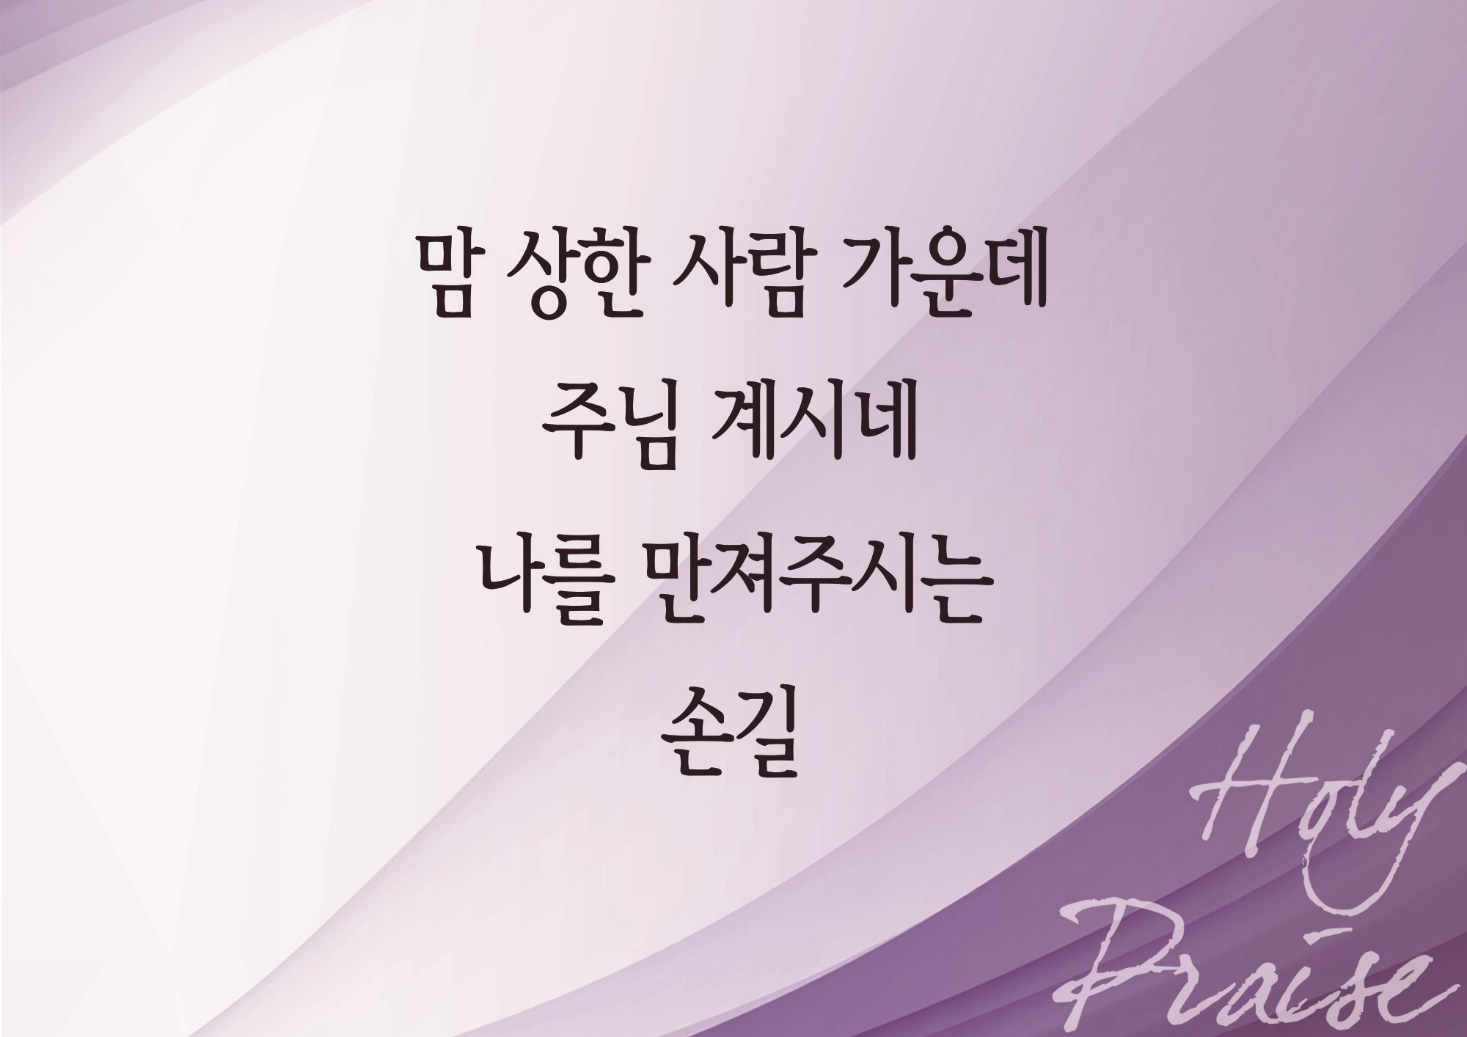 맘 상한 사람 가운데
주님 계시네
나를 만져주시는
손길
Holy
Praise